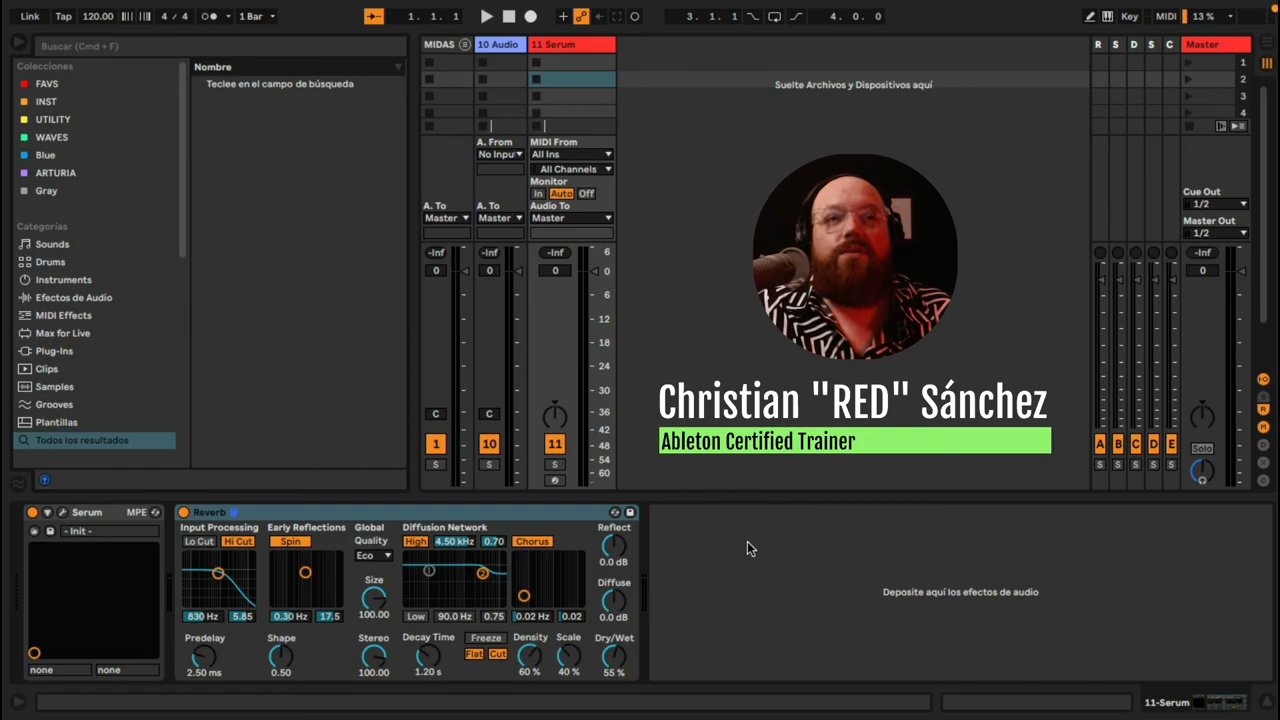 Link Tap 120.00 4 / 4 1 Bar 1. 1. 1 3. 1. 1 4. 0. 0 Key MIDI 13 %
Buscar (Cmd + F)
Colecciones
FAVS
INST
UTILITY
WAVES
Blue
ARTURIA
Gray
Categorías
Sounds
Drums
Instruments
Efectos de Audio
MIDI Effects
Max for Live
Plug-Ins
Clips
Samples
Grooves
Plantillas
Todos los resultados
Nombre
Teclee en el campo de búsqueda
MIDAS 10 Audio 11 Serum
A. From MIDI From
No Input All Ins
All Channels
Monitor
In Auto Off
A. To A. To Audio To
Master Master Master
-Inf -Inf -Inf 6
0 0 0 0
6
12
18
24
30
36
C C 42
1 10 11 48
54
S S S 60
Suelte Archivos y Dispositivos aquí
Christian "RED" Sánchez
Ableton Certified Trainer
R S D S C Master
1
2
3
4
Cue Out
1/2
Master Out
1/2
-Inf
0
A B C D E Solo
S S S S S
Serum MPE
- Init -
none none
Reverb
Input Processing Early Reflections Global Diffusion Network Reflect
Lo Cut Hi Cut Spin Quality High 4.50 kHz 0.70 Chorus
Eco 0.0 dB
Size Diffuse
100.00
830 Hz 5.85 0.30 Hz 17.5 Low 90.0 Hz 0.75 0.02 Hz 0.02 0.0 dB
Predelay Shape Stereo Decay Time Freeze Density Scale Dry/Wet
Flat Cut
2.50 ms 0.50 100.00 1.20 s 60 % 40 % 55 %
Deposite aquí los efectos de audio
11-Serum